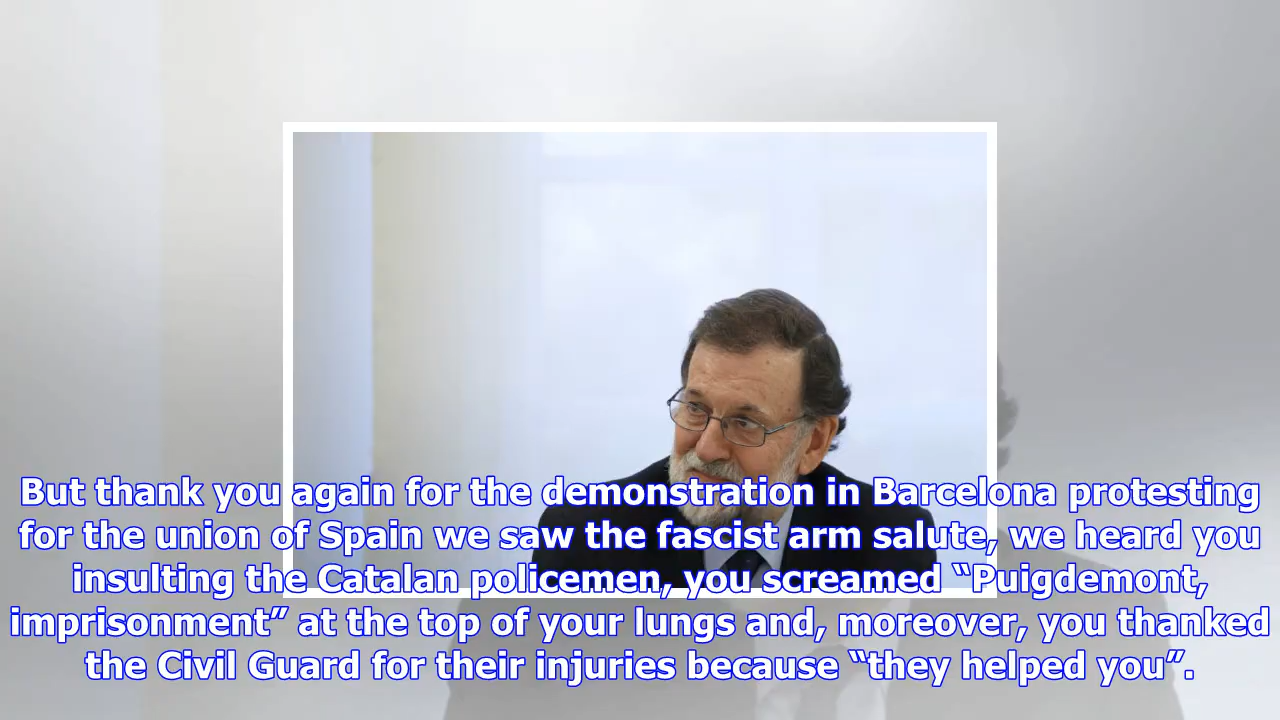 But thank you again for the demonstration in Barcelona protesting
for the union of Spain we saw the fascist arm salute, we heard you
insulting the Catalan policemen, you screamed “Puigdemont,
imprisonment” at the top of your lungs and, moreover, you thanked
the Civil Guard for their injuries because “they helped you”.